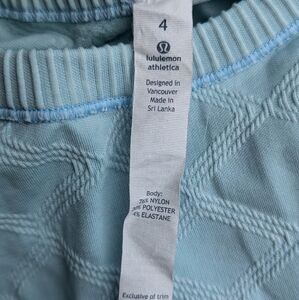 4
lululemon
athletica
Designed in
Vancouver
Made in
Sri Lanka
Body:
NYLON
POLYESTER
ELASTANE
Exclusive of trim